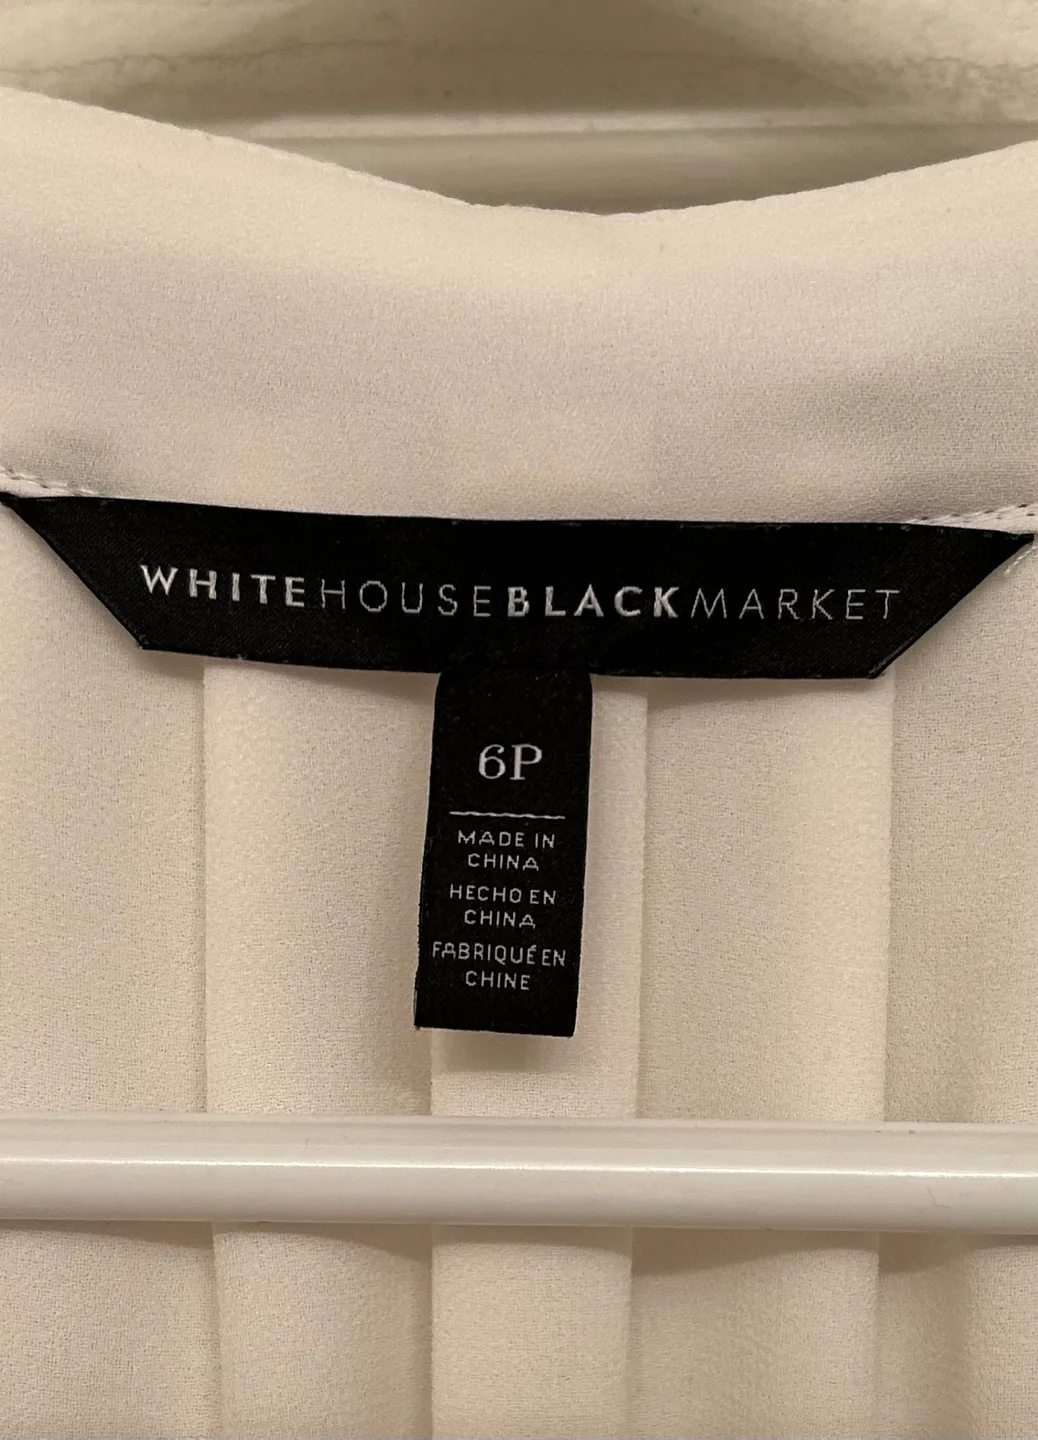 WHITEHOUSEBLACKMARKET
6P
MADE IN
CHINA
HECHO EN
CHINA
FABRIQUÉ EN
CHINE